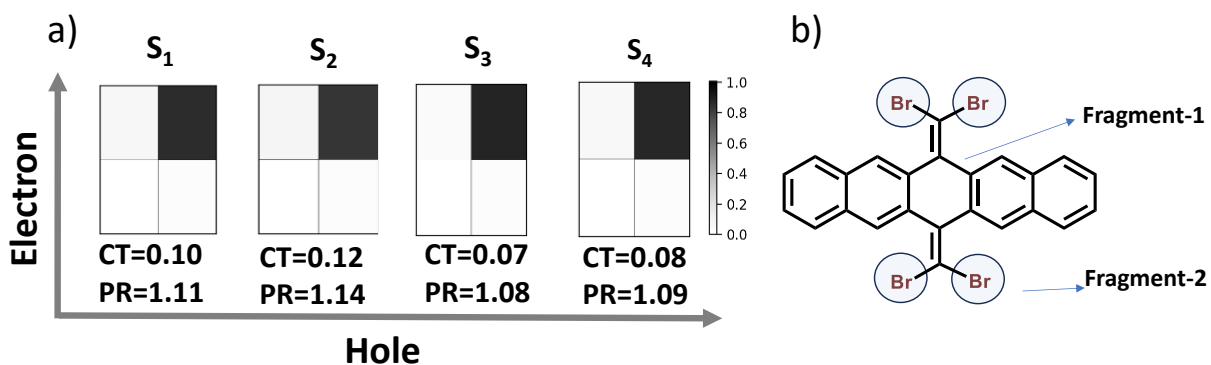 a)
S₁ S₂ S₃ S₄
1.0
0.8
0.6
0.4
0.2
0.0
Electron
CT=0.10 CT=0.12 CT=0.07 CT=0.08
PR=1.11 PR=1.14 PR=1.08 PR=1.09
Hole
b)
Br Br
Fragment-1
Br Br
Fragment-2